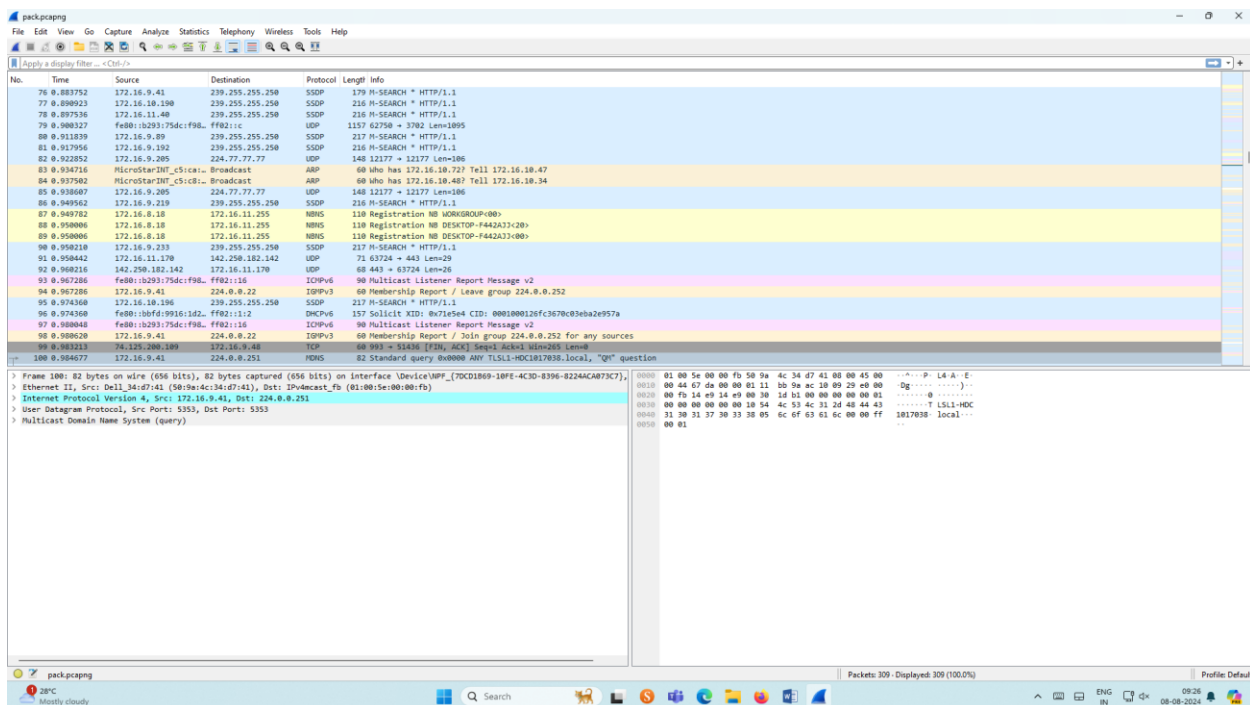 pack.pcapng
File Edit View Go Capture Analyze Statistics Telephony Wireless Tools Help
Apply a display filter ... <Ctrl-/>
No. Time Source Destination Protocol Length Info
76 0.883752 172.16.9.41 239.255.255.250 SSDP 179 M-SEARCH * HTTP/1.1
77 0.890923 172.16.10.190 239.255.255.250 SSDP 216 M-SEARCH * HTTP/1.1
78 0.897536 172.16.11.40 239.255.255.250 SSDP 216 M-SEARCH * HTTP/1.1
79 0.900327 fe80::b293:75dc:f98… ff02::c UDP 1157 62750 → 3702 Len=1095
80 0.911839 172.16.9.89 239.255.255.250 SSDP 217 M-SEARCH * HTTP/1.1
81 0.917956 172.16.9.192 239.255.255.250 SSDP 216 M-SEARCH * HTTP/1.1
82 0.922852 172.16.9.205 224.77.77.77 UDP 148 12177 → 12177 Len=106
83 0.934716 MicroStarINT_c5:ca:… Broadcast ARP 60 Who has 172.16.10.72? Tell 172.16.10.47
84 0.937502 MicroStarINT_c5:c8:… Broadcast ARP 60 Who has 172.16.10.48? Tell 172.16.10.34
85 0.938607 172.16.9.205 224.77.77.77 UDP 148 12177 → 12177 Len=106
86 0.949562 172.16.9.219 239.255.255.250 SSDP 216 M-SEARCH * HTTP/1.1
87 0.949782 172.16.8.18 172.16.11.255 NBNS 110 Registration NB WORKGROUP<00>
88 0.950006 172.16.8.18 172.16.11.255 NBNS 110 Registration NB DESKTOP-F442AJJ<20>
89 0.950006 172.16.8.18 172.16.11.255 NBNS 110 Registration NB DESKTOP-F442AJJ<00>
90 0.950210 172.16.9.233 239.255.255.250 SSDP 217 M-SEARCH * HTTP/1.1
91 0.950442 172.16.11.170 142.250.182.142 UDP 71 63724 → 443 Len=29
92 0.960216 142.250.182.142 172.16.11.170 UDP 68 443 → 63724 Len=26
93 0.967286 fe80::b293:75dc:f98… ff02::16 ICMPv6 90 Multicast Listener Report Message v2
94 0.967286 172.16.9.41 224.0.0.22 IGMPv3 60 Membership Report / Leave group 224.0.0.252
95 0.974360 172.16.10.196 239.255.255.250 SSDP 217 M-SEARCH * HTTP/1.1
96 0.974360 fe80::bbfd:9916:1d2… ff02::1:2 DHCPv6 157 Solicit XID: 0x71e5e4 CID: 0001000126fc3670c03eba2e957a
97 0.980048 fe80::b293:75dc:f98… ff02::16 ICMPv6 90 Multicast Listener Report Message v2
98 0.980620 172.16.9.41 224.0.0.22 IGMPv3 60 Membership Report / Join group 224.0.0.252 for any sources
99 0.983213 74.125.200.109 172.16.9.48 TCP 60 993 → 51436 [FIN, ACK] Seq=1 Ack=1 Win=265 Len=0
100 0.984677 172.16.9.41 224.0.0.251 MDNS 82 Standard query 0x0000 ANY TLSL1-HDC1017038.local, "QM" question
Frame 100: 82 bytes on wire (656 bits), 82 bytes captured (656 bits) on interface \Device\NPF_{7DCD1B69-10FE-4C3D-8396-8224ACA073C7},
Ethernet II, Src: Dell_34:d7:41 (50:9a:4c:34:d7:41), Dst: IPv4mcast_fb (01:00:5e:00:00:fb)
Internet Protocol Version 4, Src: 172.16.9.41, Dst: 224.0.0.251
User Datagram Protocol, Src Port: 5353, Dst Port: 5353
Multicast Domain Name System (query)
0000 01 00 5e 00 00 fb 50 9a 4c 34 d7 41 08 00 45 00 ··^···P· L4·A··E·
0010 00 44 67 da 00 00 01 11 bb 9a ac 10 09 29 e0 00 ·Dg····· ·····)··
0020 00 fb 14 e9 14 e9 00 30 1d b1 00 00 00 00 00 01 ·······0 ········
0030 00 00 00 00 00 00 10 54 4c 53 4c 31 2d 48 44 43 ·······T LSL1-HDC
0040 31 30 31 37 30 33 38 05 6c 6f 63 61 6c 00 00 ff 1017038· local···
0050 00 01 ··
pack.pcapng
Packets: 309 · Displayed: 309 (100.0%)
Profile: Defaul
1
28°C
Mostly cloudy
Search
ENG
IN
09:26
08-08-2024